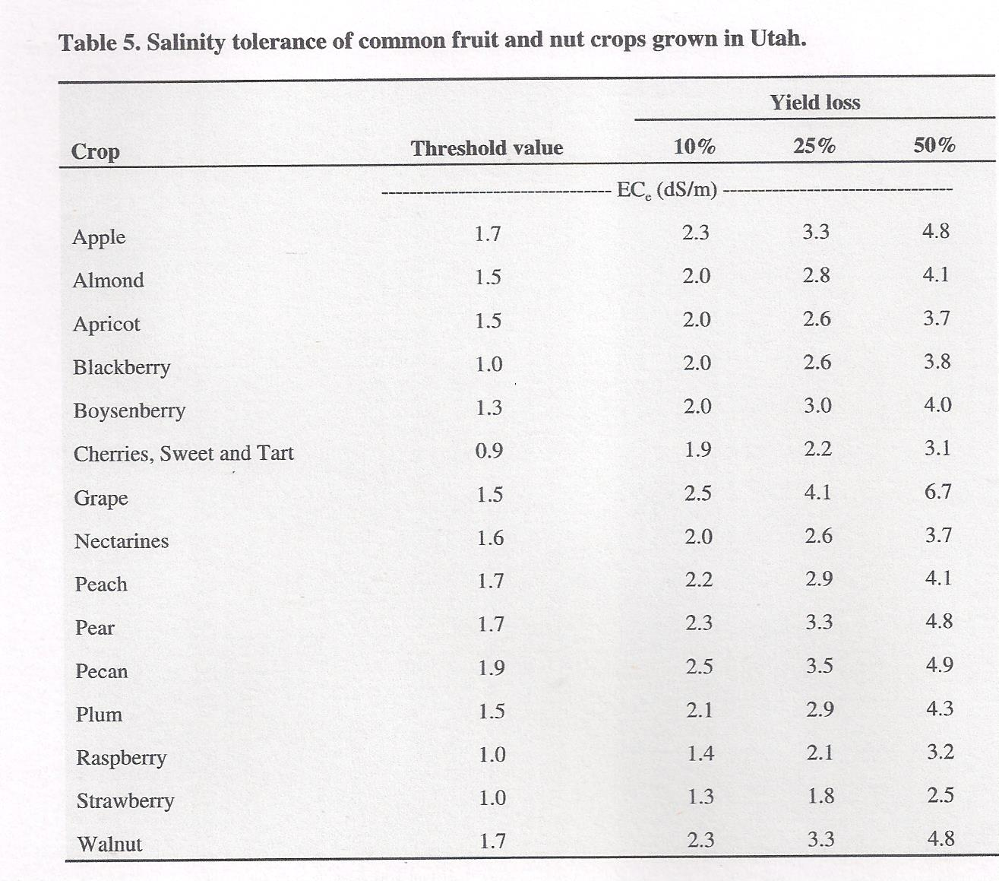 Table 5. Salinity tolerance of common fruit and nut crops grown in Utah.
Yield loss
Crop Threshold value 10% 25% 50%
-------------------------------- ECe (dS/m) --------------------------------
Apple 1.7 2.3 3.3 4.8
Almond 1.5 2.0 2.8 4.1
Apricot 1.5 2.0 2.6 3.7
Blackberry 1.0 2.0 2.6 3.8
Boysenberry 1.3 2.0 3.0 4.0
Cherries, Sweet and Tart 0.9 1.9 2.2 3.1
Grape 1.5 2.5 4.1 6.7
Nectarines 1.6 2.0 2.6 3.7
Peach 1.7 2.2 2.9 4.1
Pear 1.7 2.3 3.3 4.8
Pecan 1.9 2.5 3.5 4.9
Plum 1.5 2.1 2.9 4.3
Raspberry 1.0 1.4 2.1 3.2
Strawberry 1.0 1.3 1.8 2.5
Walnut 1.7 2.3 3.3 4.8